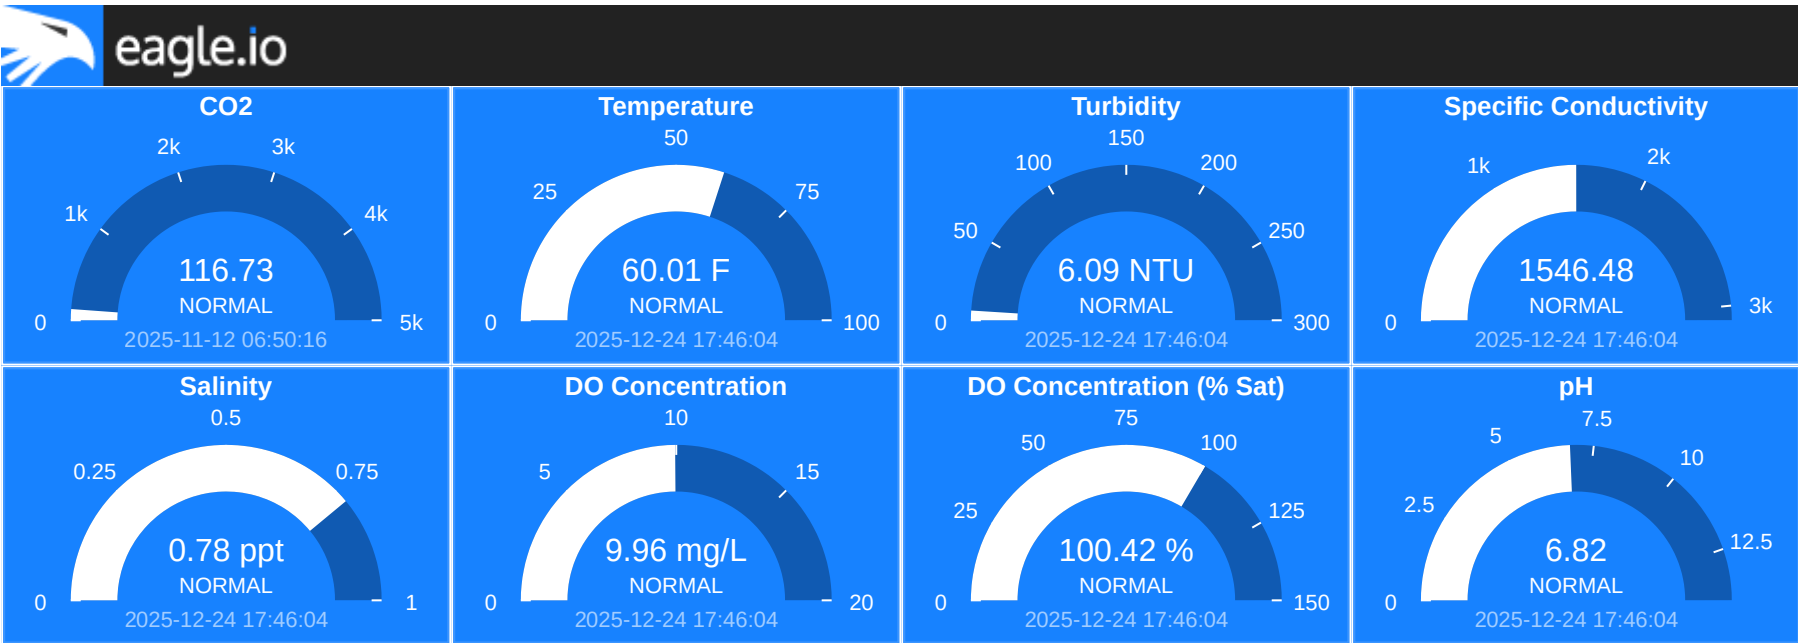 eagle.io
CO2
0
1k
2k
3k
4k
5k
116.73
NORMAL
2025-11-12 06:50:16
Temperature
0
25
50
75
100
60.01 F
NORMAL
2025-12-24 17:46:04
Turbidity
0
50
100
150
200
250
300
6.09 NTU
NORMAL
2025-12-24 17:46:04
Specific Conductivity
0
1k
2k
3k
1546.48
NORMAL
2025-12-24 17:46:04
Salinity
0
0.25
0.5
0.75
1
0.78 ppt
NORMAL
2025-12-24 17:46:04
DO Concentration
0
5
10
15
20
9.96 mg/L
NORMAL
2025-12-24 17:46:04
DO Concentration (% Sat)
0
25
50
75
100
125
150
100.42 %
NORMAL
2025-12-24 17:46:04
pH
0
2.5
5
7.5
10
12.5
6.82
NORMAL
2025-12-24 17:46:04